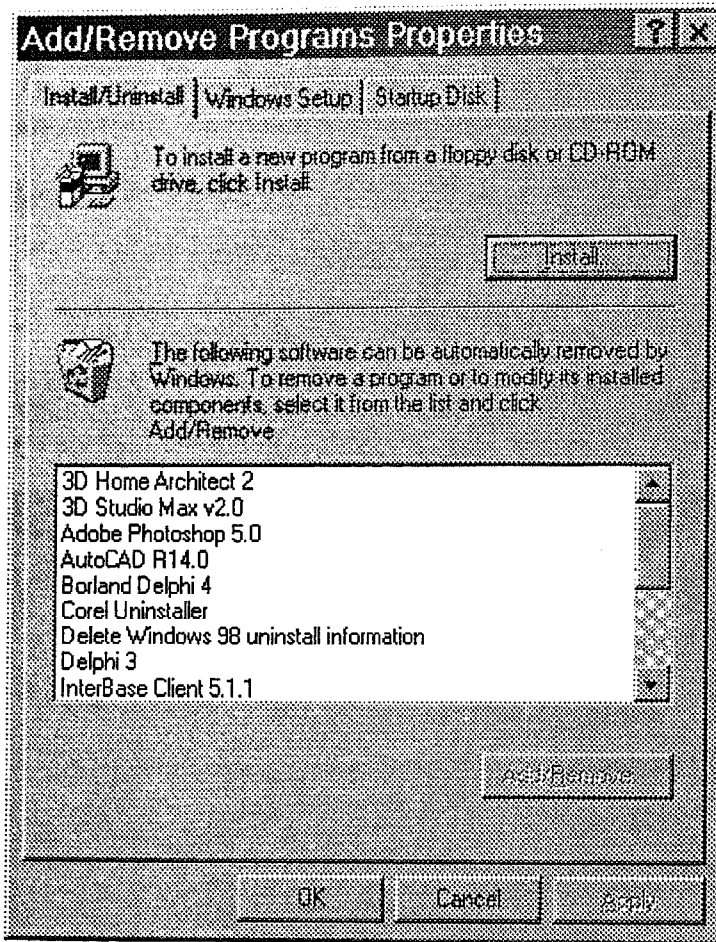 Add/Remove Programs Properties
? ×
Install/Uninstall Windows Setup Startup Disk
To install a new program from a floppy disk or CD-ROM
drive, click Install.
Install...
The following software can be automatically removed by
Windows. To remove a program or to modify its installed
components, select it from the list and click
Add/Remove.
3D Home Architect 2
3D Studio Max v2.0
Adobe Photoshop 5.0
AutoCAD R14.0
Borland Delphi 4
Corel Uninstaller
Delete Windows 98 uninstall information
Delphi 3
InterBase Client 5.1.1
Add/Remove...
OK Cancel Apply